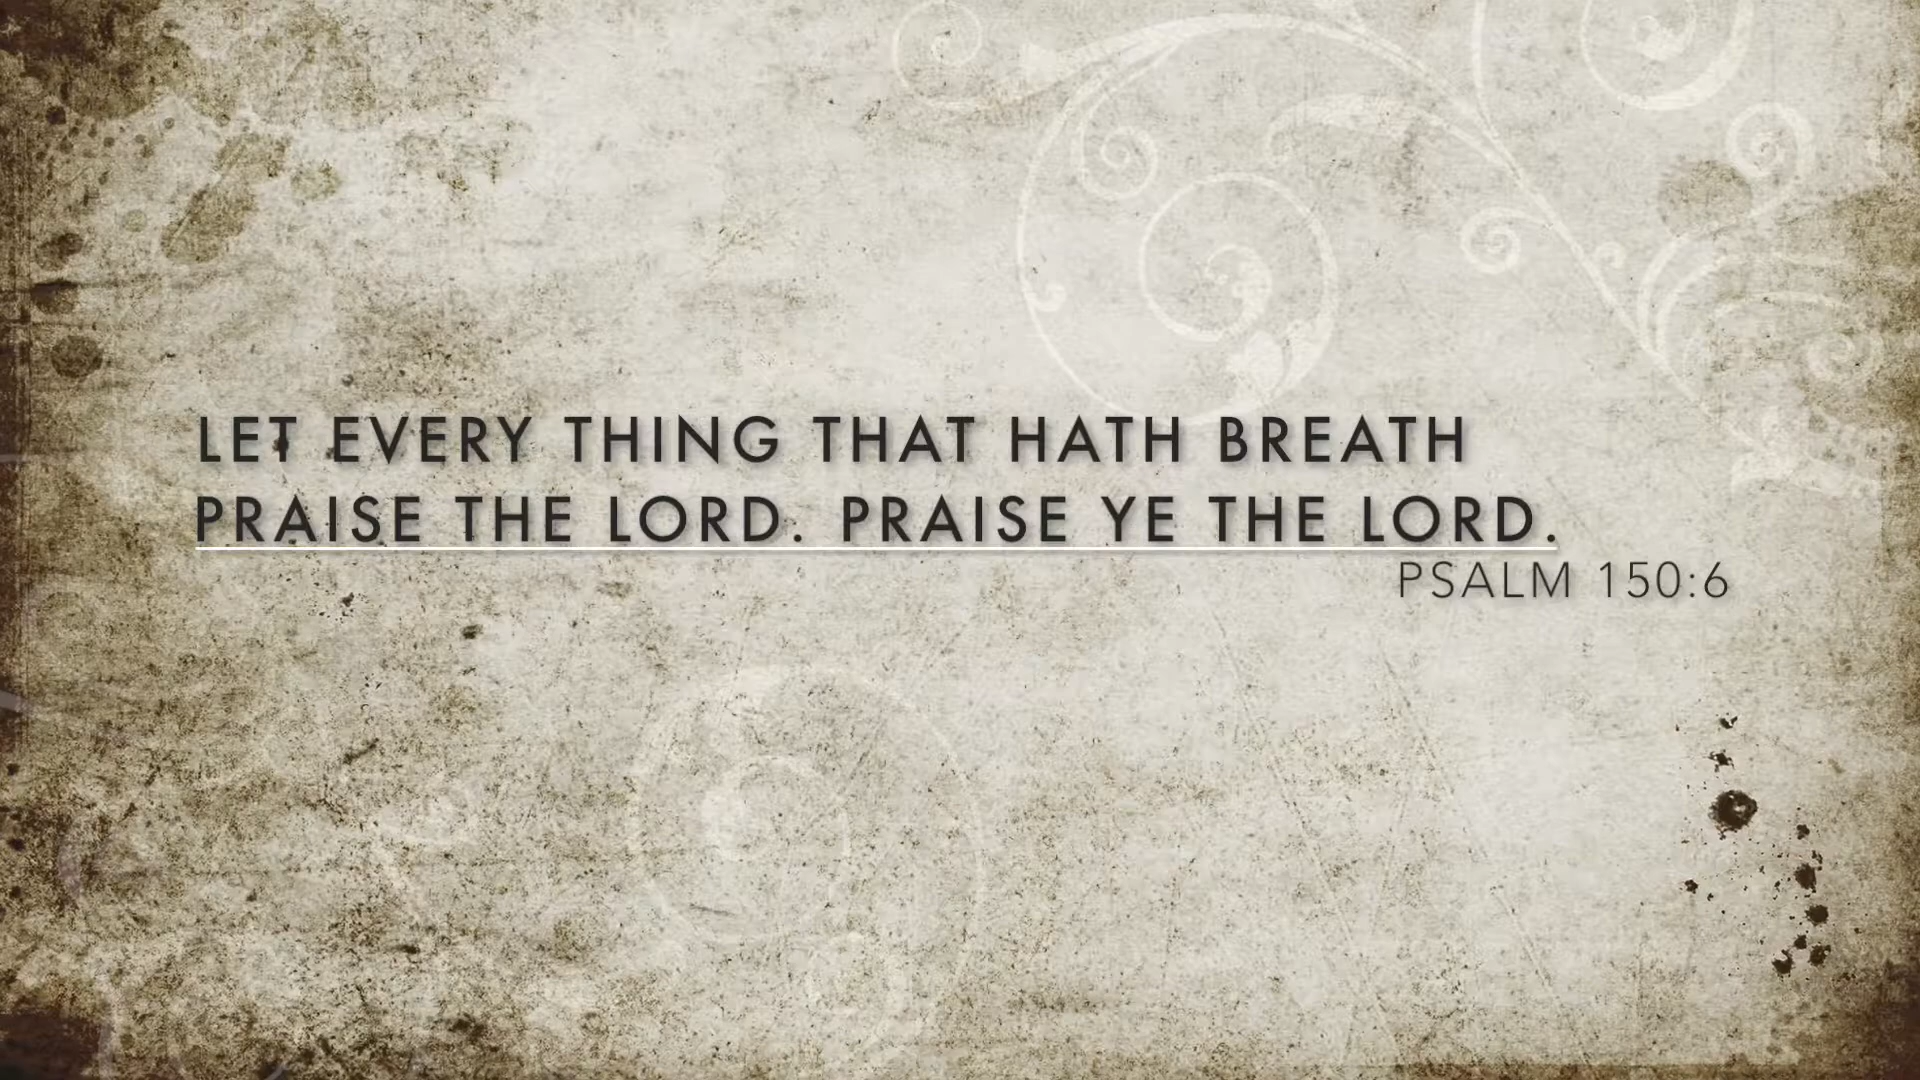 LET EVERY THING THAT HATH BREATH
PRAISE THE LORD. PRAISE YE THE LORD.
PSALM 150:6